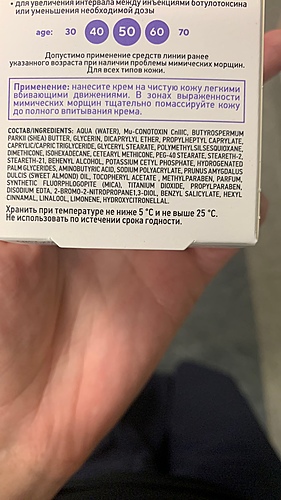 • для увеличения интервала между инъекциями ботулотоксина
или уменьшения необходимой дозы
age: 30 40 50 60 70
Допустимо применение средств линии ранее
указанного возраста при наличии проблемы мимических морщин.
Для всех типов кожи.
Применение: нанесите крем на чистую кожу легкими
вбивающими движениями. В зонах выраженности
мимических морщин тщательно помассируйте кожу
до полного впитывания крема.
СОСТАВ/INGREDIENTS: AQUA (WATER), Mu-CONOTOXIN CnIIIC, BUTYROSPERMUM
PARKII (SHEA) BUTTER, GLYCERIN, DICAPRYLYL ETHER, PROPYLHEPTYL CAPRYLATE,
CAPRYLIC/CAPRIC TRIGLYCERIDE, GLYCERYL STEARATE, POLYMETHYLSILSESQUIOXANE,
DIMETHICONE, ISOHEXADECANE, CETEARYL METHICONE, PEG-40 STEARATE, STEARETH-2,
STEARETH-21, BEHENYL ALCOHOL, POTASSIUM CETYL PHOSPHATE, HYDROGENATED
PALM GLYCERIDES, AMINOBUTYRIC ACID, SODIUM POLYACRYLATE, PRUNUS AMYGDALUS
DULCIS (SWEET ALMOND) OIL, TOCOPHERYL ACETATE, METHYLPARABEN, PARFUM,
SYNTHETIC FLUORPHLOGOPITE (MICA), TITANIUM DIOXIDE, PROPYLPARABEN,
DISODIUM EDTA, 2-BROMO-2-NITROPROPANE1,3-DIOL, BENZYL SALICYLATE, HEXYL
CINNAMAL, LINALOOL, LIMONENE, HYDROXYCITRONELLAL.
Хранить при температуре не ниже 5 °С и не выше 25 °С.
Не использовать по истечении срока годности.